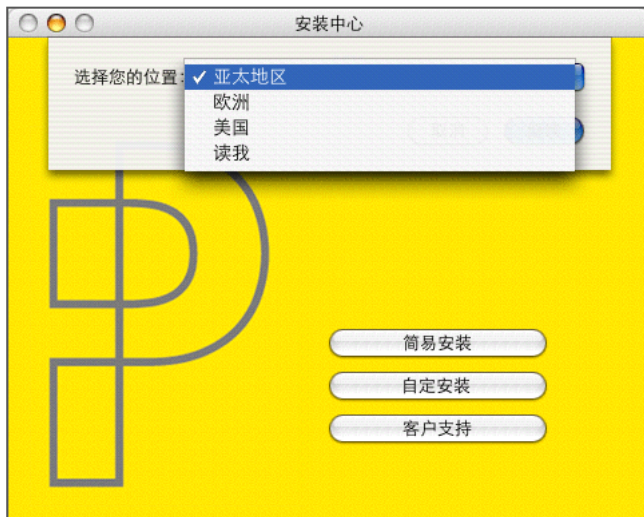 安装中心
选择您的位置: ✓ 亚太地区
欧洲
美国
读我
简易安装
自定安装
客户支持